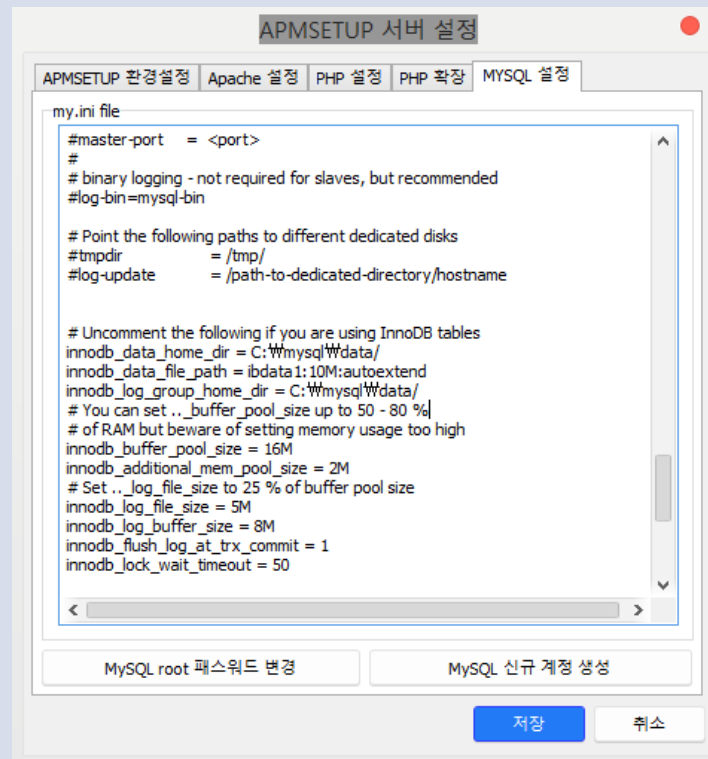 APMSETUP 서버 설정
APMSETUP 환경설정 Apache 설정 PHP 설정 PHP 확장 MYSQL 설정
my.ini file
#master-port = <port>
#
# binary logging - not required for slaves, but recommended
#log-bin=mysql-bin
# Point the following paths to different dedicated disks
#tmpdir = /tmp/
#log-update = /path-to-dedicated-directory/hostname
# Uncomment the following if you are using InnoDB tables
innodb_data_home_dir = C:₩mysql₩data/
innodb_data_file_path = ibdata1:10M:autoextend
innodb_log_group_home_dir = C:₩mysql₩data/
# You can set .._buffer_pool_size up to 50 - 80 %
# of RAM but beware of setting memory usage too high
innodb_buffer_pool_size = 16M
innodb_additional_mem_pool_size = 2M
# Set .._log_file_size to 25 % of buffer pool size
innodb_log_file_size = 5M
innodb_log_buffer_size = 8M
innodb_flush_log_at_trx_commit = 1
innodb_lock_wait_timeout = 50
MySQL root 패스워드 변경 MySQL 신규 계정 생성
저장 취소